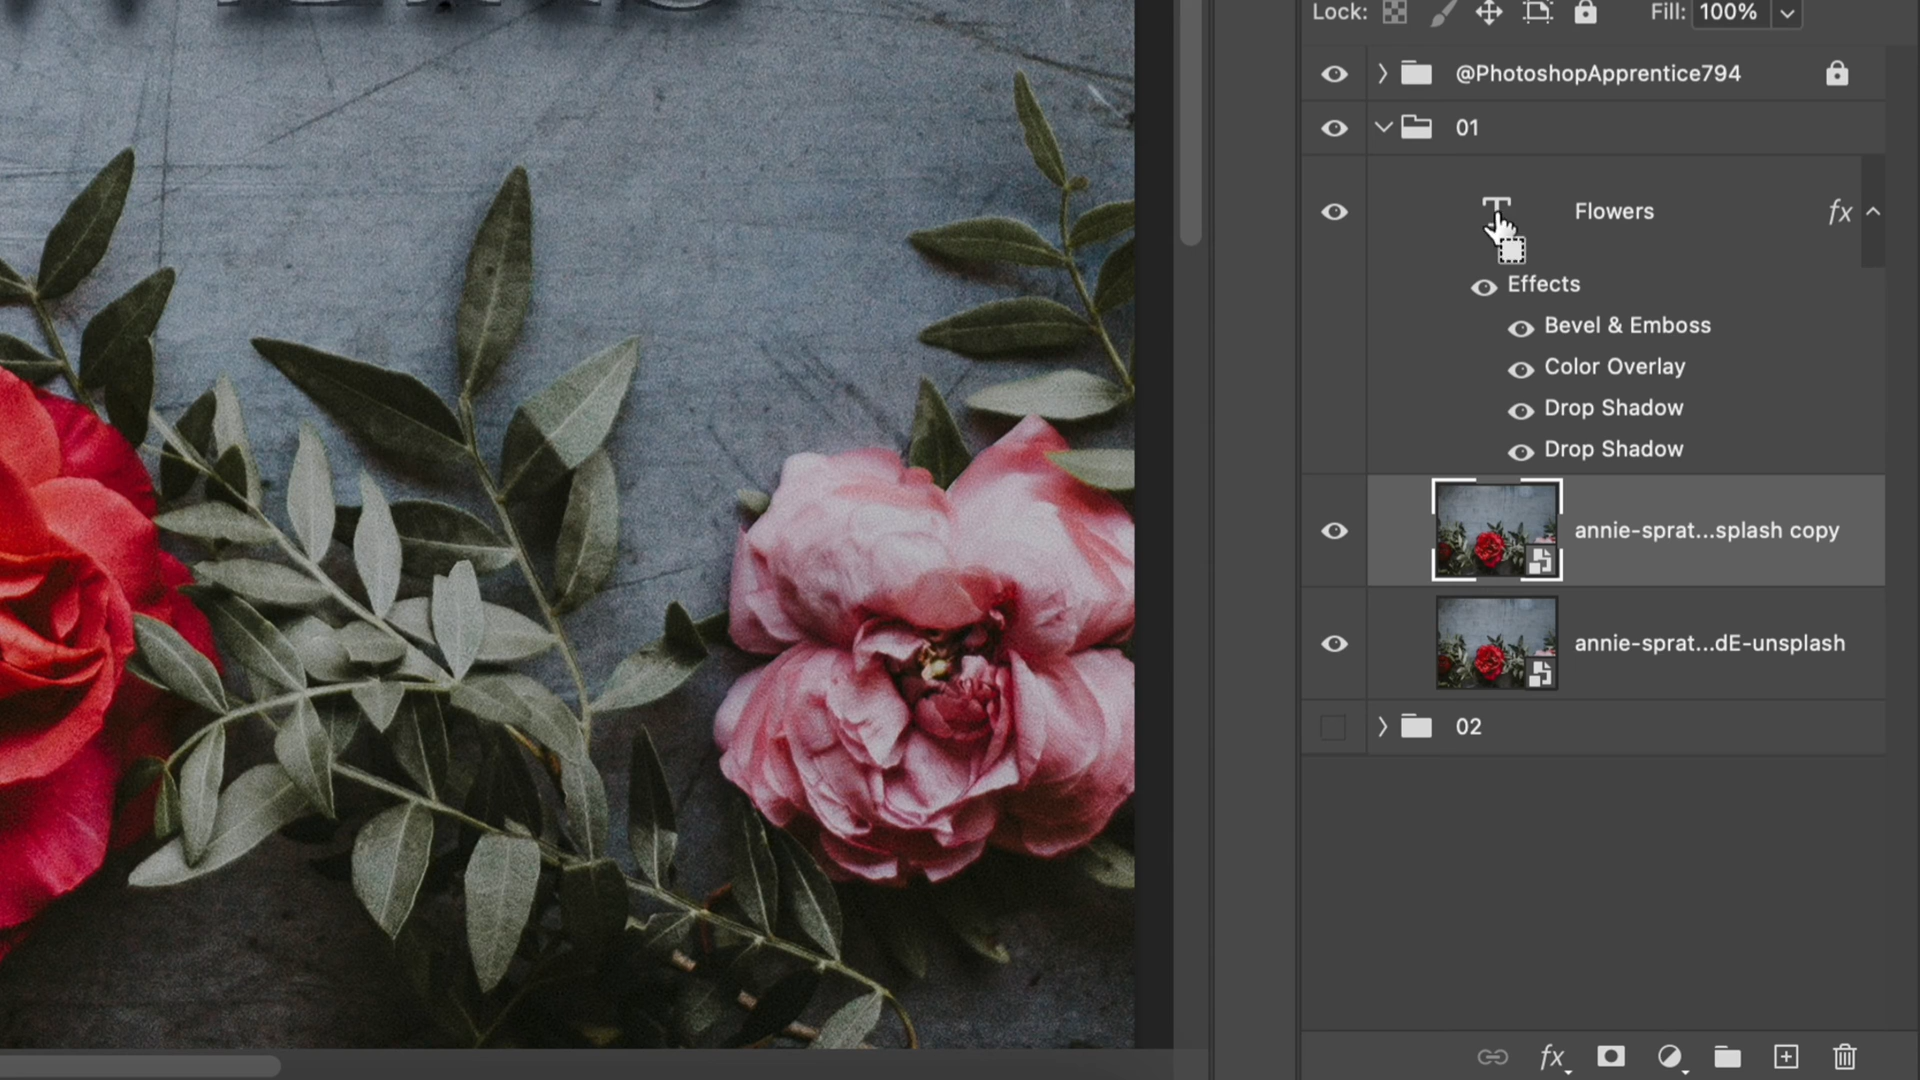 Lock:
Fill: 100%
@PhotoshopApprentice794
01
Flowers
fx
Effects
Bevel & Emboss
Color Overlay
Drop Shadow
Drop Shadow
annie-sprat...splash copy
annie-sprat...dE-unsplash
02
fx